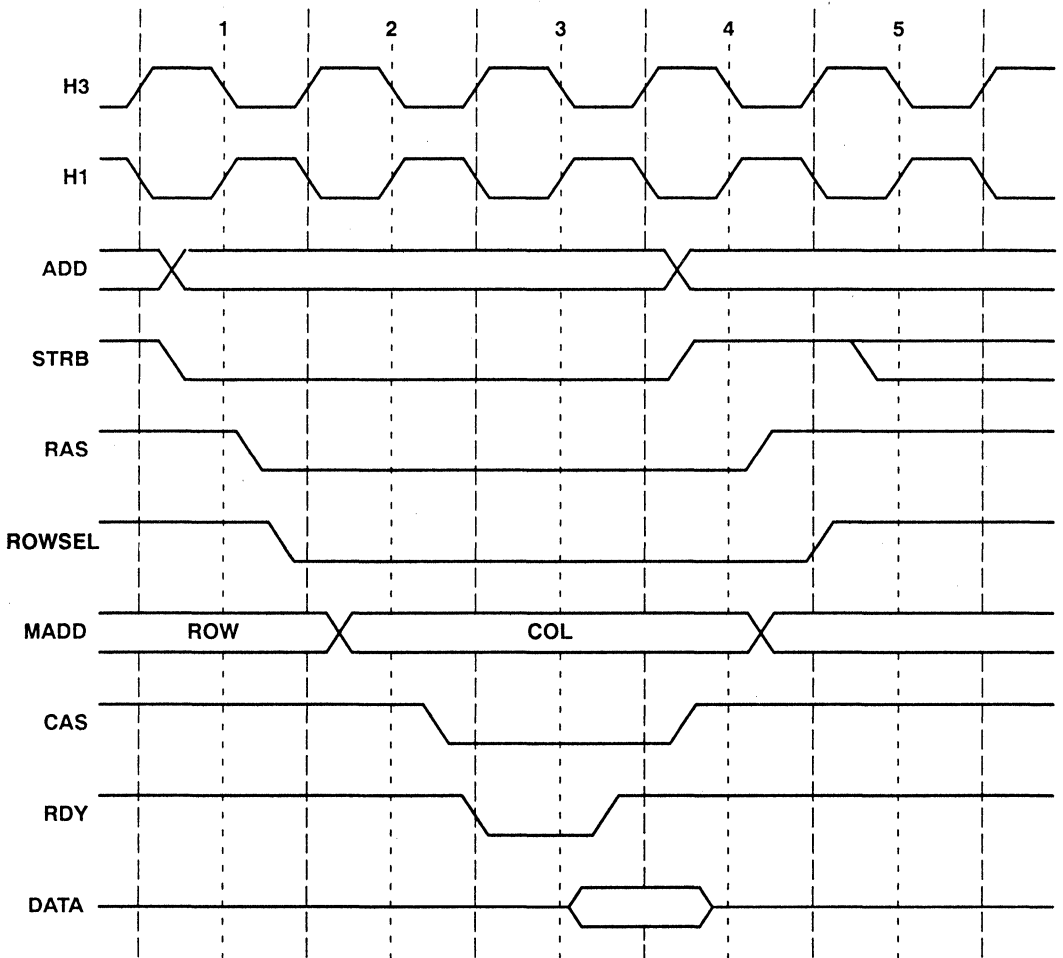 1 2 3 4 5
H3
H1
ADD
STRB
RAS
ROWSEL
MADD ROW COL
CAS
RDY
DATA